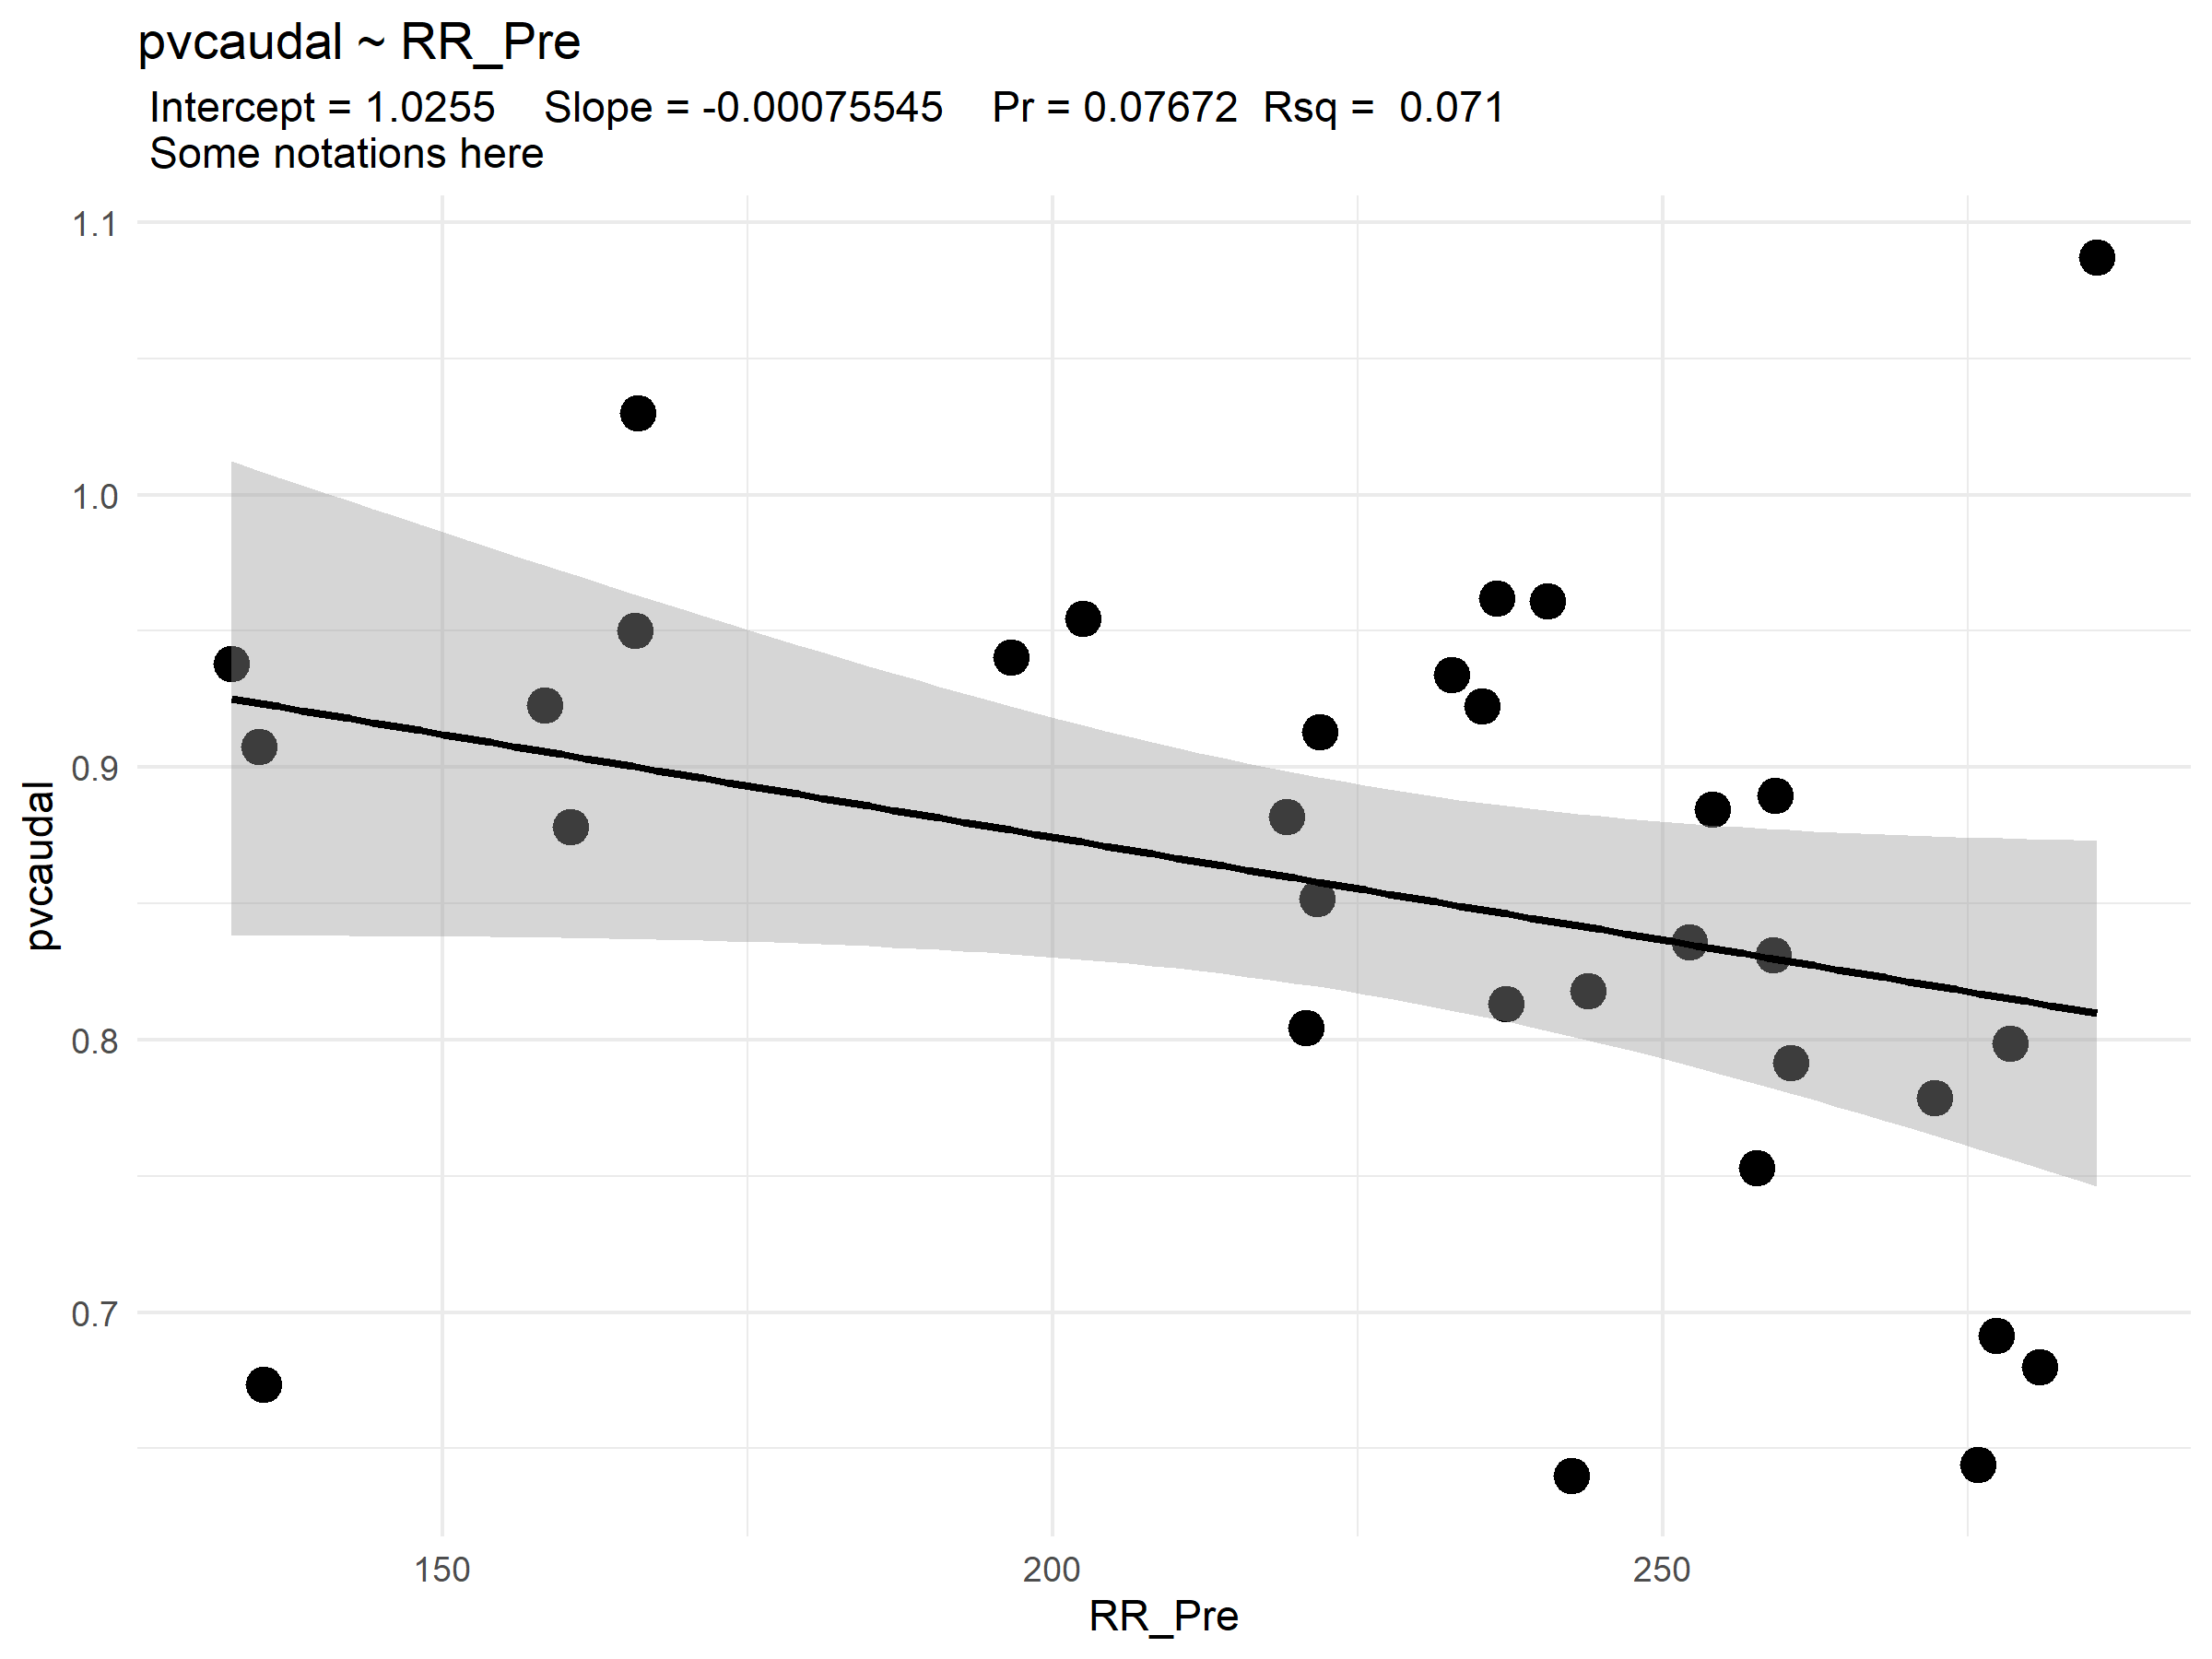 pvcaudal ~ RR_Pre
Intercept = 1.0255 Slope = -0.00075545 Pr = 0.07672 Rsq = 0.071
Some notations here
1.1
1.0
0.9
0.8
0.7
pvcaudal
150 200 250
RR_Pre